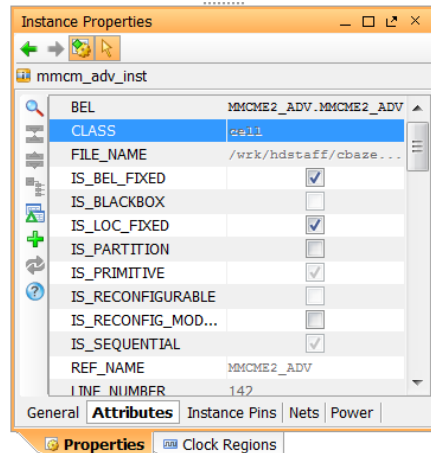 Instance Properties
mmcm_adv_inst
BEL MMCME2_ADV.MMCME2_ADV
CLASS cell
FILE_NAME /wrk/hdstaff/cbaze...
IS_BEL_FIXED
IS_BLACKBOX
IS_LOC_FIXED
IS_PARTITION
IS_PRIMITIVE
IS_RECONFIGURABLE
IS_RECONFIG_MOD...
IS_SEQUENTIAL
REF_NAME MMCME2_ADV
LINE_NUMBER 142
General Attributes Instance Pins Nets Power
Properties Clock Regions